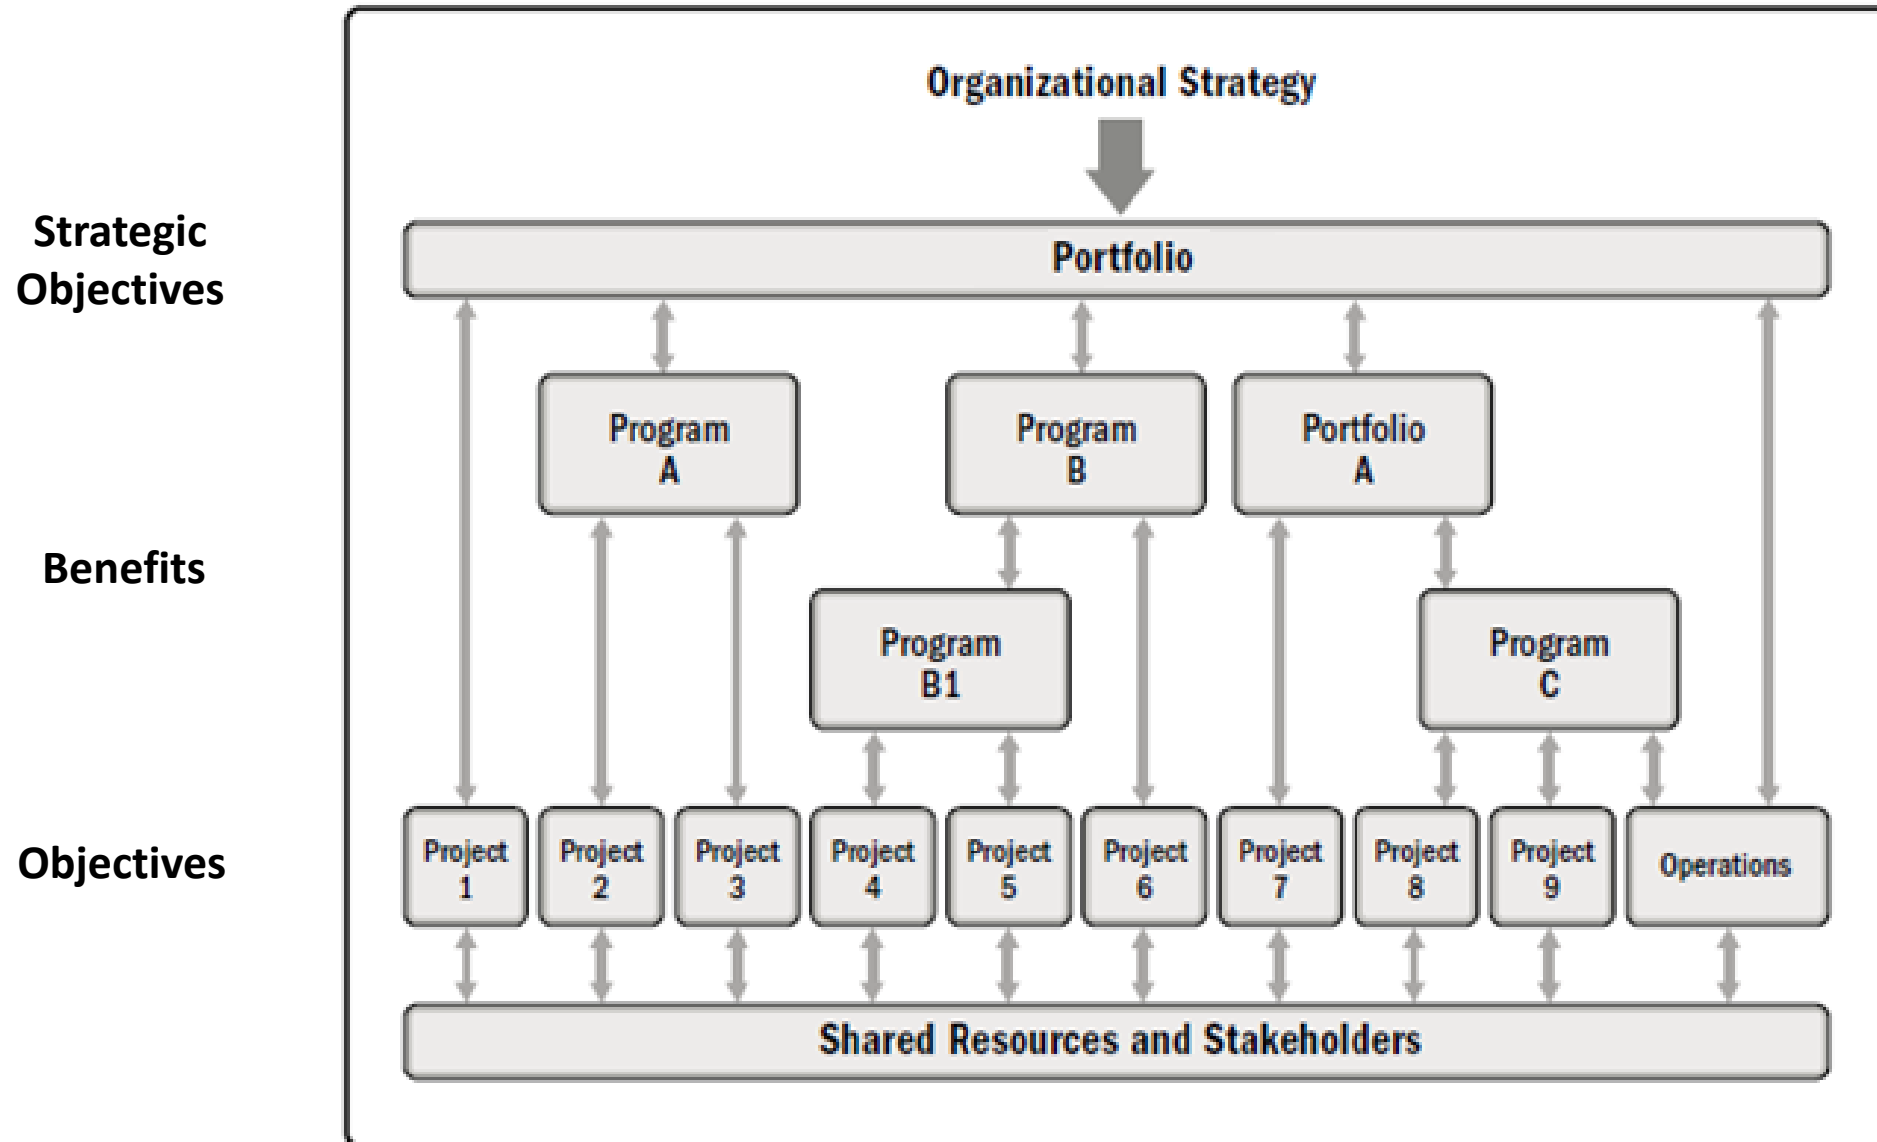 Organizational Strategy
Strategic
Objectives
Portfolio
Program
A
Program
B
Portfolio
A
Benefits
Program
B1
Program
C
Objectives
Project
1
Project
2
Project
3
Project
4
Project
5
Project
6
Project
7
Project
8
Project
9
Operations
Shared Resources and Stakeholders